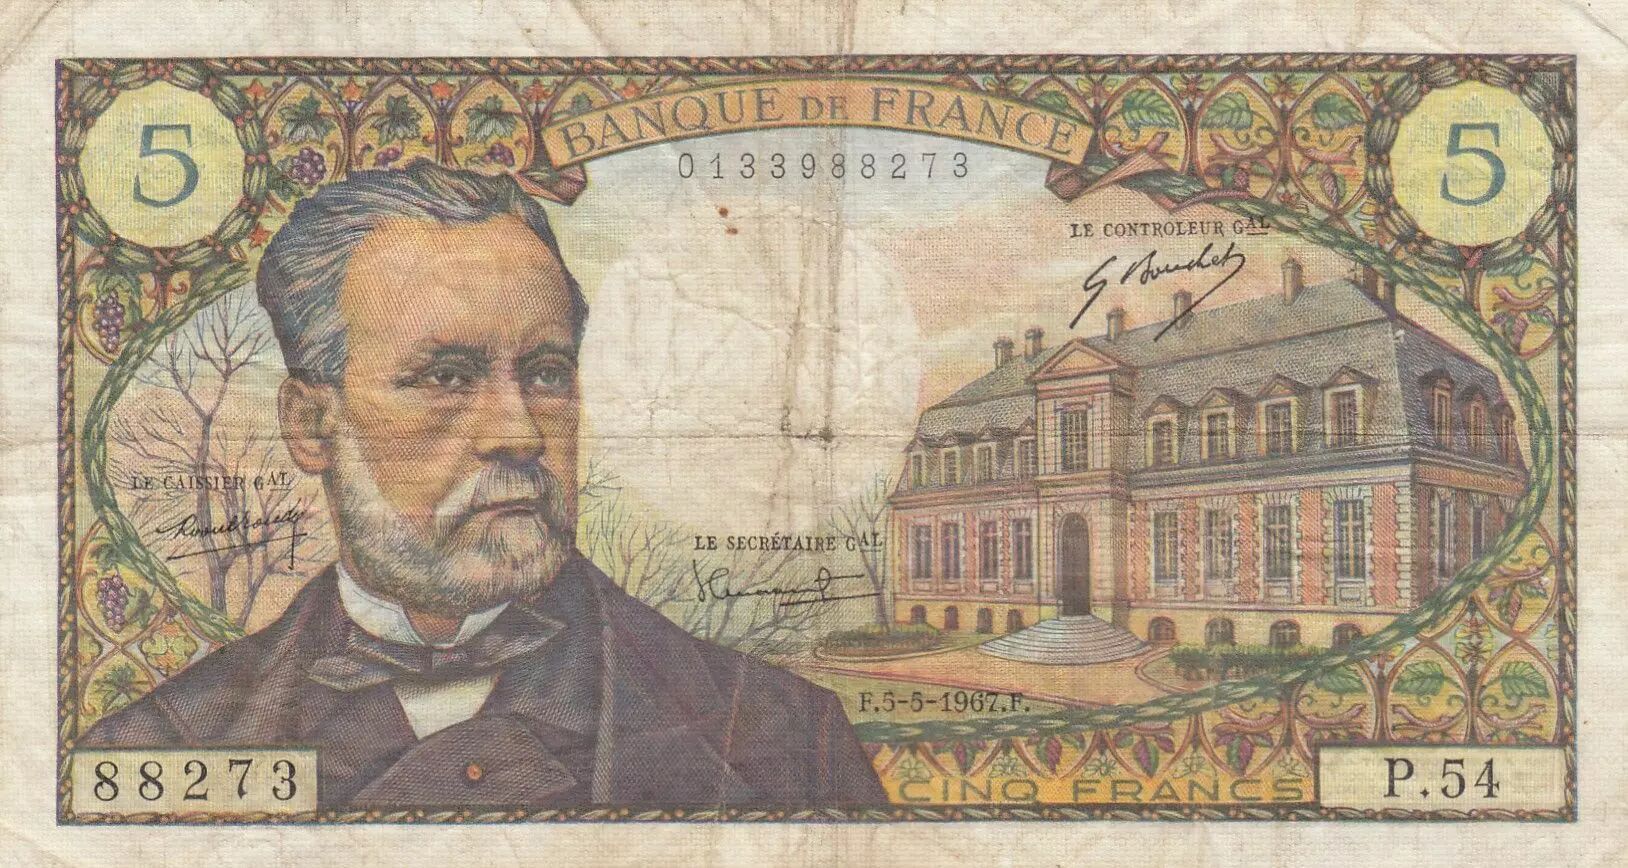 BANQUE DE FRANCE
5
5
0133988273
LE CONTROLEUR GAL
G Bouchet
LE CAISSIER GAL
LE SECRÉTAIRE GAL
F.5-5-1967.F.
88273
CINQ FRANCS
P.54